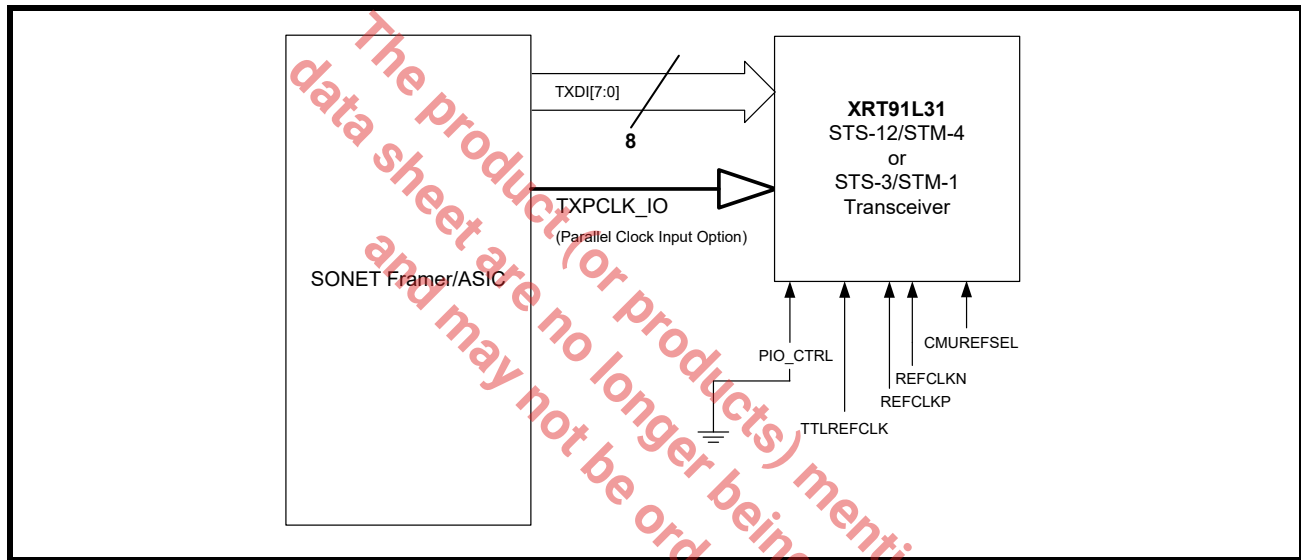 TXDI[7:0]
8
XRT91L31
STS-12/STM-4
or
STS-3/STM-1
Transceiver
TXPCLK_IO
(Parallel Clock Input Option)
SONET Framer/ASIC
PIO_CTRL
TTLREFCLK
REFCLKP
REFCLKN
CMUREFSEL
The product (or products) menti
data sheet are no longer being
and may not be ord